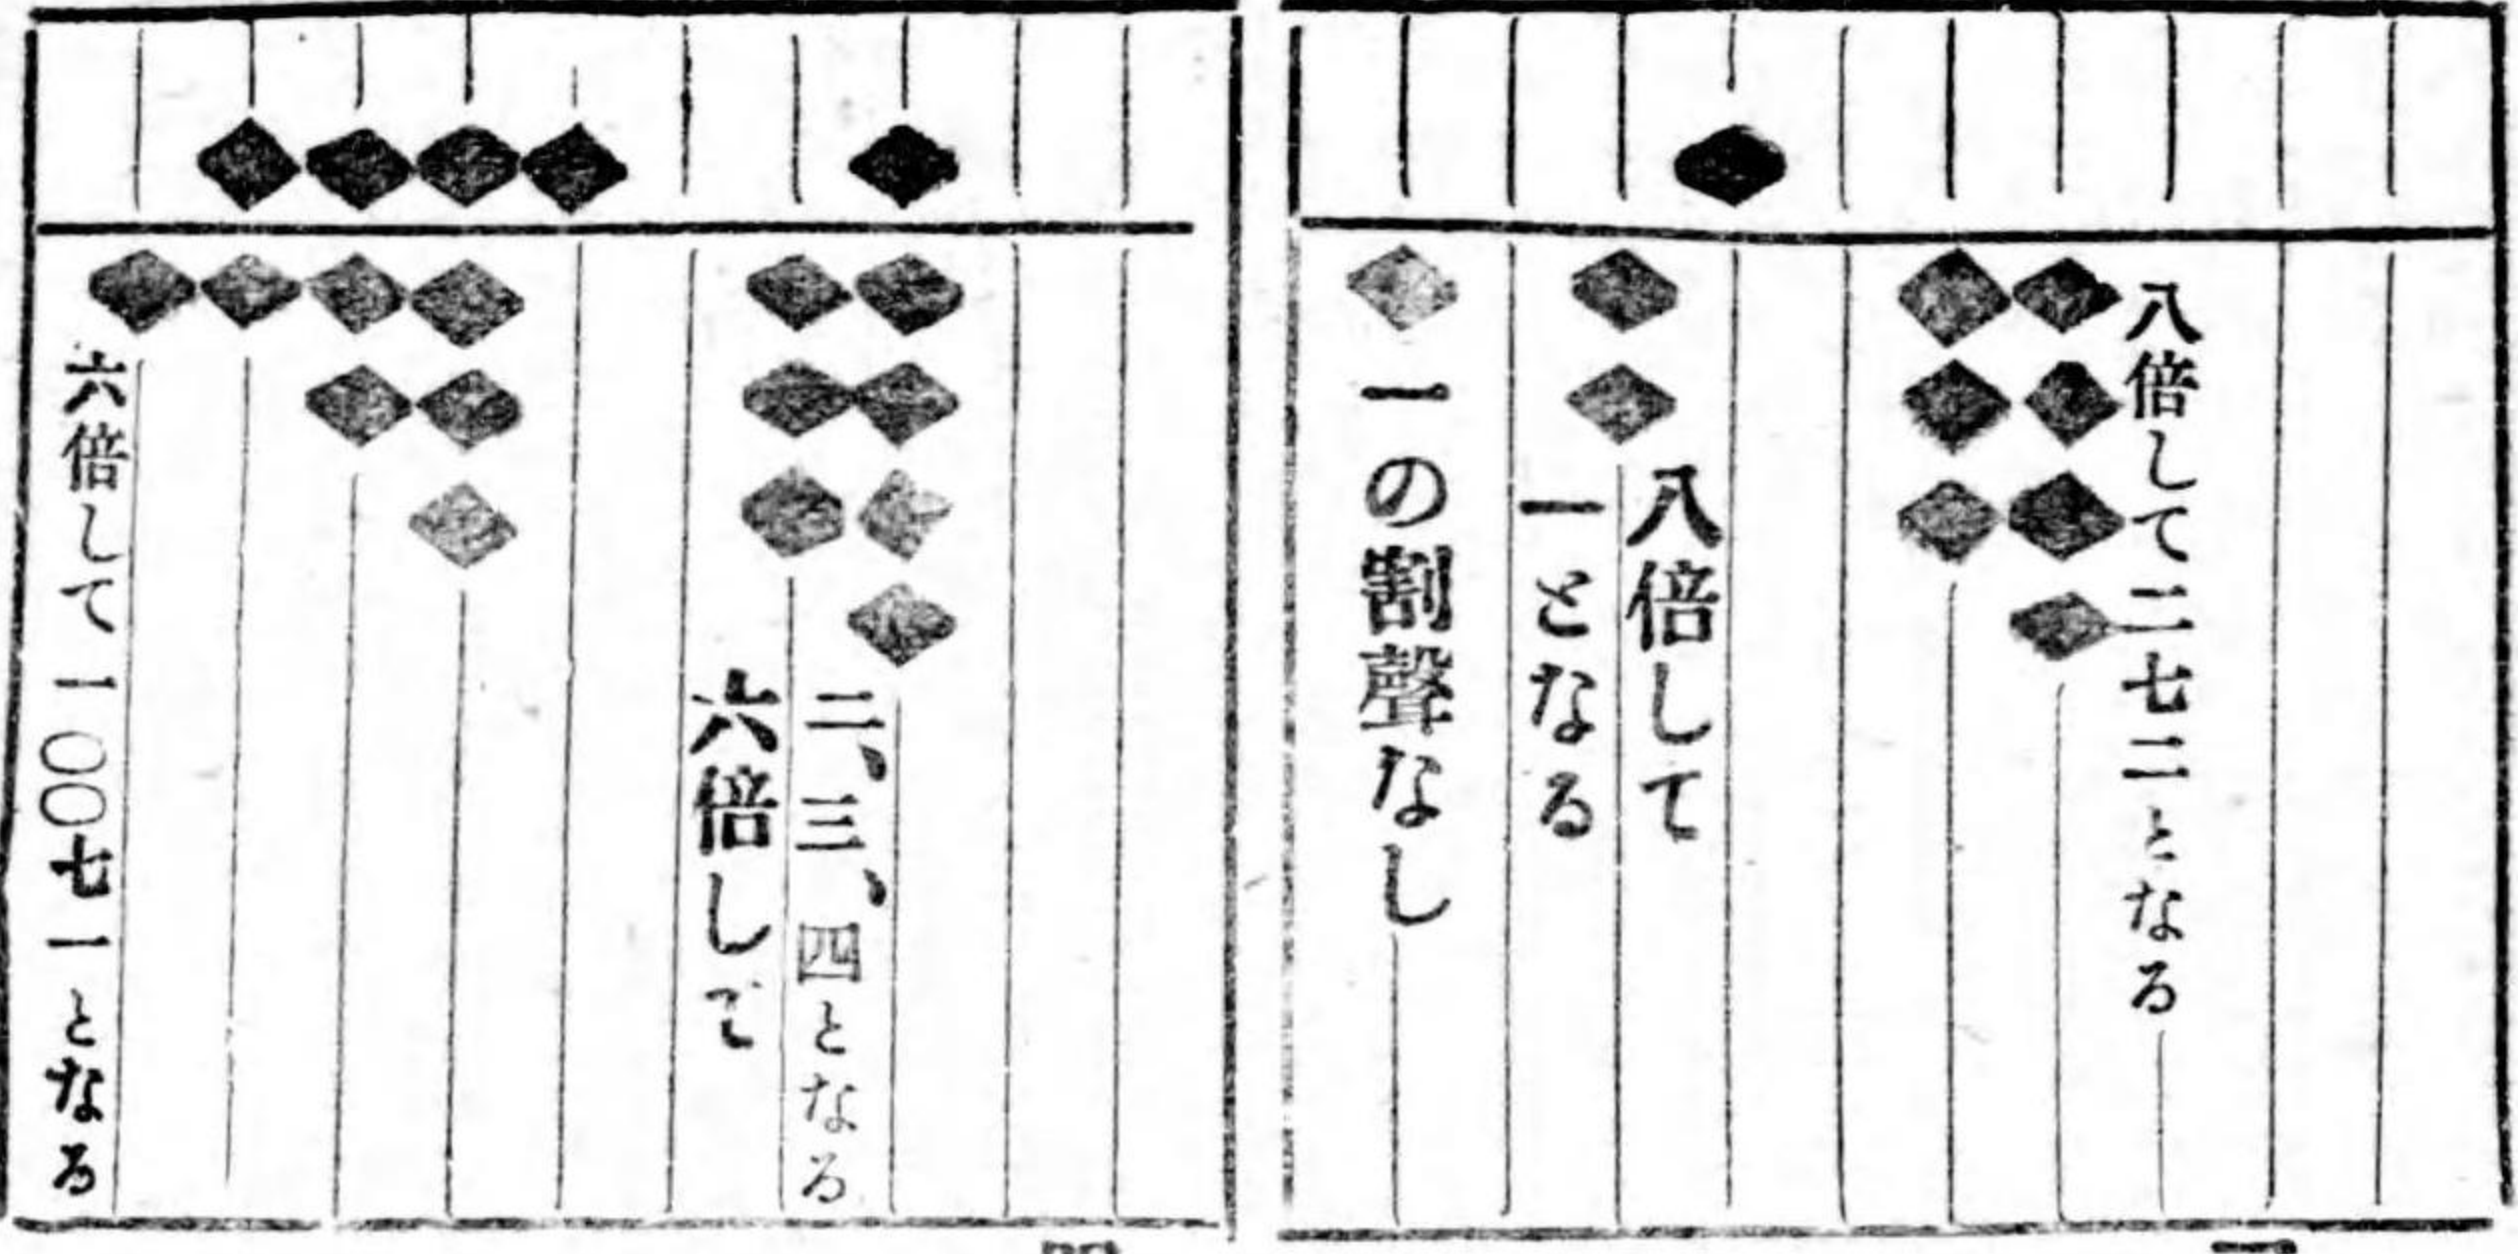 八倍して二七二となる
八倍して
一となる
一の割聲なし
二、三、四となる
六倍して
六倍して一〇〇七一となる